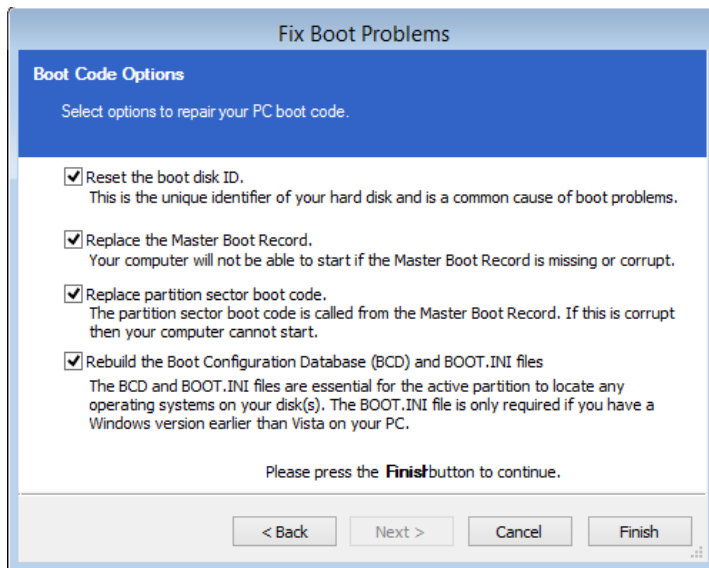 Fix Boot Problems
Boot Code Options
Select options to repair your PC boot code.
Reset the boot disk ID.
This is the unique identifier of your hard disk and is a common cause of boot problems.
Replace the Master Boot Record.
Your computer will not be able to start if the Master Boot Record is missing or corrupt.
Replace partition sector boot code.
The partition sector boot code is called from the Master Boot Record. If this is corrupt
then your computer cannot start.
Rebuild the Boot Configuration Database (BCD) and BOOT.INI files
The BCD and BOOT.INI files are essential for the active partition to locate any
operating systems on your disk(s). The BOOT.INI file is only required if you have a
Windows version earlier than Vista on your PC.
Please press the Finish button to continue.
< Back Next > Cancel Finish